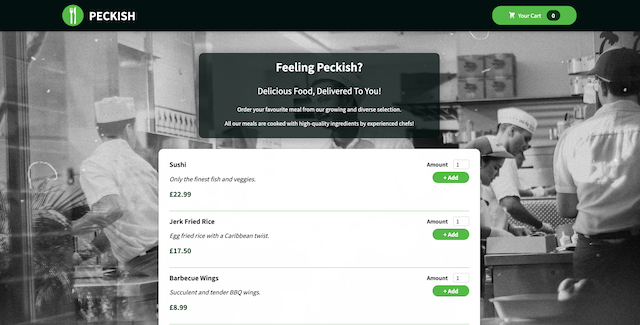 PECKISH
Your Cart 0
Feeling Peckish?
Delicious Food, Delivered To You!
Order your favourite meal from our growing and diverse selection.
All our meals are cooked with high-quality ingredients by experienced chefs!
Sushi
Amount 1
Only the finest fish and veggies.
+ Add
£22.99
Jerk Fried Rice
Amount 1
Egg fried rice with a Caribbean twist.
+ Add
£17.50
Barbecue Wings
Amount 1
Succulent and tender BBQ wings.
+ Add
£8.99